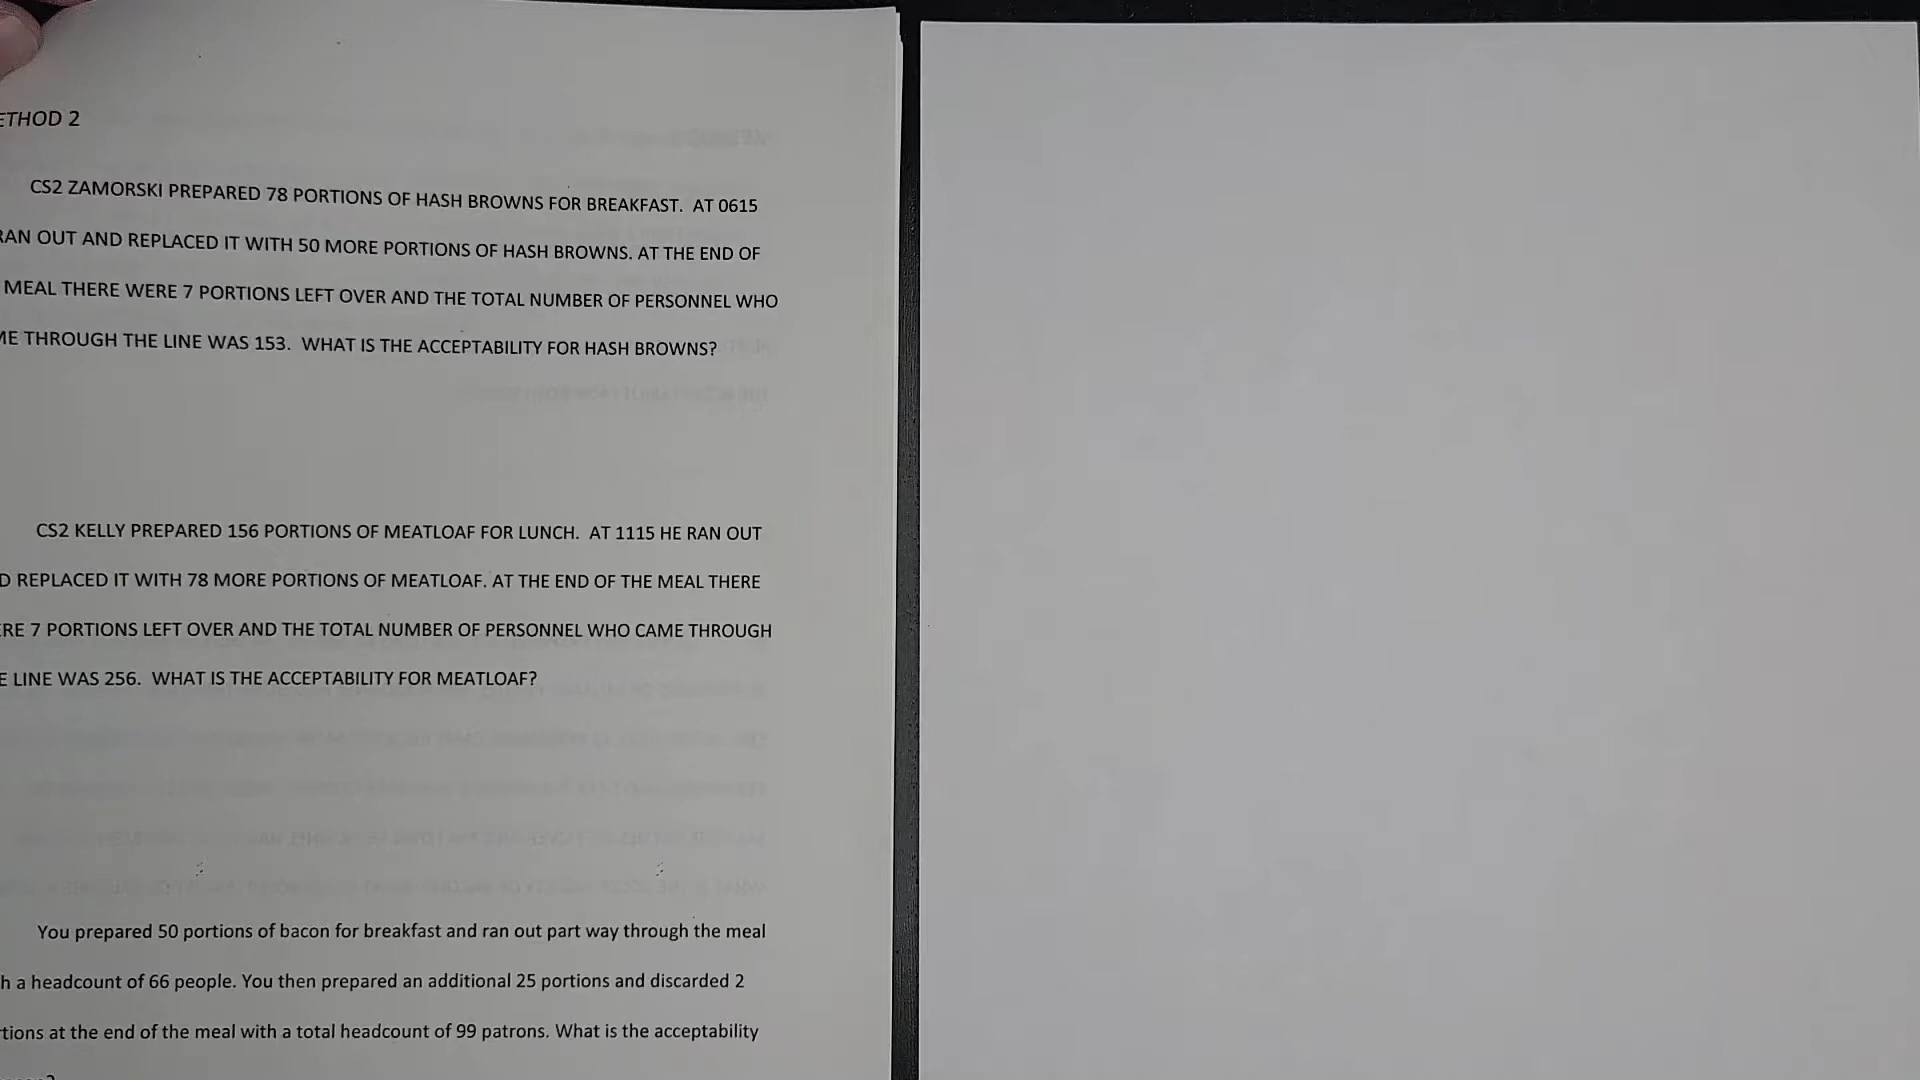 ETHOD 2
CS2 ZAMORSKI PREPARED 78 PORTIONS OF HASH BROWNS FOR BREAKFAST. AT 0615
RAN OUT AND REPLACED IT WITH 50 MORE PORTIONS OF HASH BROWNS. AT THE END OF
MEAL THERE WERE 7 PORTIONS LEFT OVER AND THE TOTAL NUMBER OF PERSONNEL WHO
ME THROUGH THE LINE WAS 153. WHAT IS THE ACCEPTABILITY FOR HASH BROWNS?
CS2 KELLY PREPARED 156 PORTIONS OF MEATLOAF FOR LUNCH. AT 1115 HE RAN OUT
D REPLACED IT WITH 78 MORE PORTIONS OF MEATLOAF. AT THE END OF THE MEAL THERE
RE 7 PORTIONS LEFT OVER AND THE TOTAL NUMBER OF PERSONNEL WHO CAME THROUGH
E LINE WAS 256. WHAT IS THE ACCEPTABILITY FOR MEATLOAF?
You prepared 50 portions of bacon for breakfast and ran out part way through the meal
h a headcount of 66 people. You then prepared an additional 25 portions and discarded 2
tions at the end of the meal with a total headcount of 99 patrons. What is the acceptability